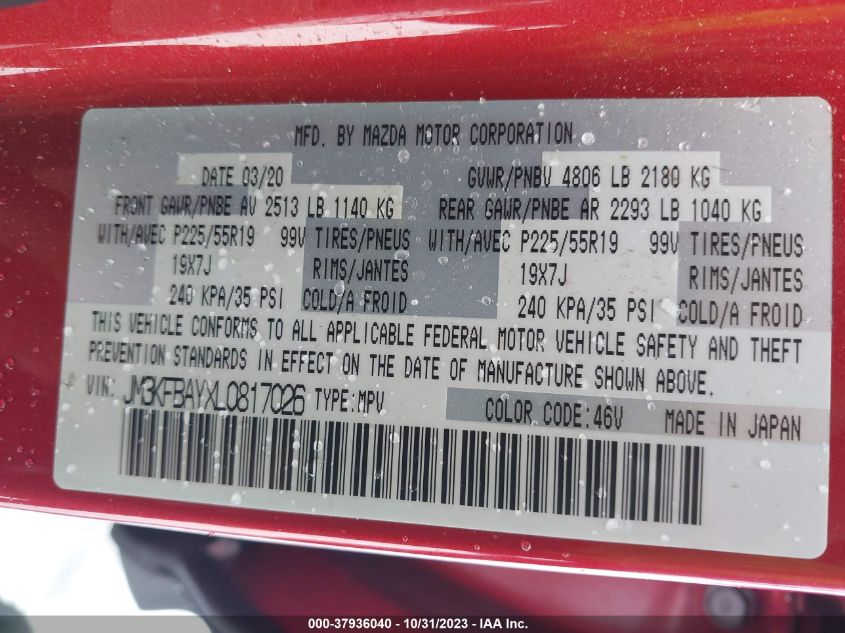 MFD. BY MAZDA MOTOR CORPORATION
DATE 03/20 GVWR/PNBV 4806 LB 2180 KG
FRONT GAWR/PNBE AV 2513 LB 1140 KG REAR GAWR/PNBE AR 2293 LB 1040 KG
WITH/AVEC P225/55R19 99V TIRES/PNEUS WITH/AVEC P225/55R19 99V TIRES/PNEUS
19X7J RIMS/JANTES 19X7J RIMS/JANTES
240 KPA/35 PSI COLD/A FROID 240 KPA/35 PSI COLD/A FROID
THIS VEHICLE CONFORMS TO ALL APPLICABLE FEDERAL MOTOR VEHICLE SAFETY AND THEFT
PREVENTION STANDARDS IN EFFECT ON THE DATE OF MANUFACTURE SHOWN ABOVE.
VIN: JM3KFBAYXL0817026 TYPE:MPV COLOR CODE:46V MADE IN JAPAN
000-37936040 - 10/31/2023 - IAA Inc.